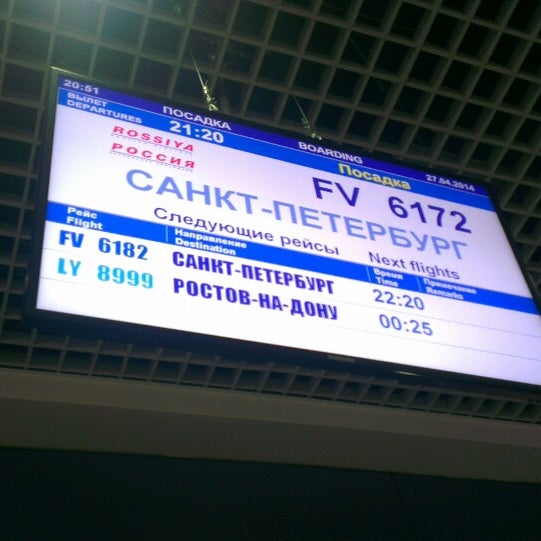 20:51 ПОСАДКА BOARDING 27.04.2014
ВЫЛЕТ
DEPARTURES 21:20 Посадка
ROSSIYA
РОССИЯ FV 6172
САНКТ-ПЕТЕРБУРГ
Следующие рейсы Next flights
Рейс Направление Время Примечание
Flight Destination Time Remarks
FV 6182 САНКТ-ПЕТЕРБУРГ 22:20
LY 8999 РОСТОВ-НА-ДОНУ 00:25